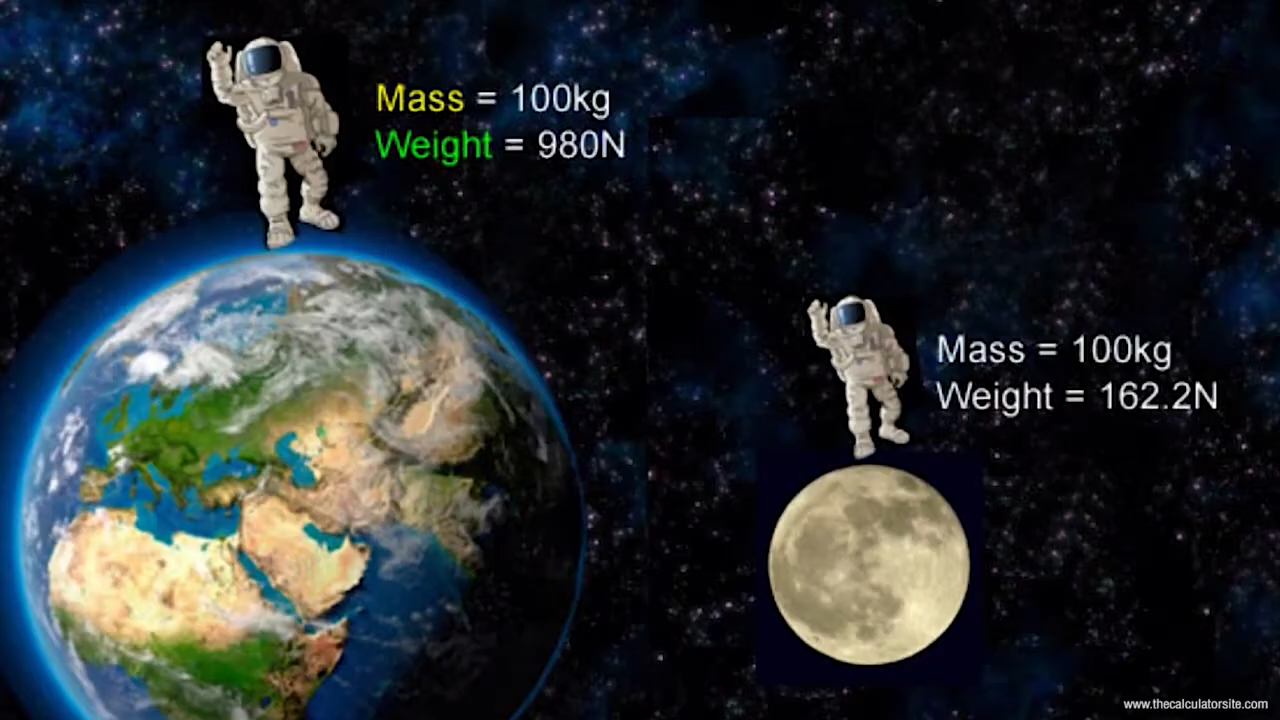 Mass = 100kg
Weight = 980N
Mass = 100kg
Weight = 162.2N
www.thecalculatorsite.com